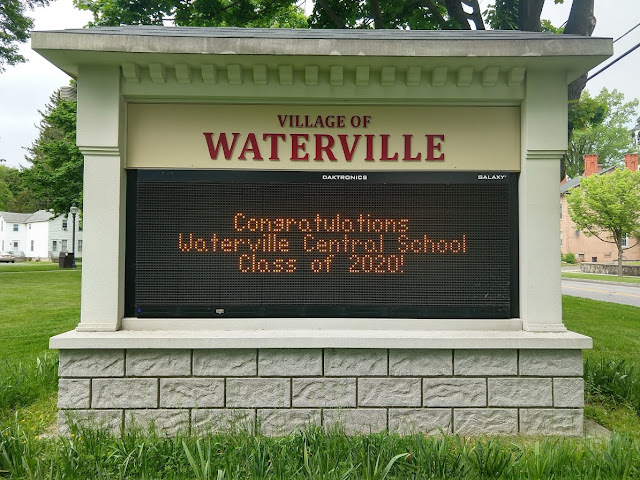 VILLAGE OF
WATERVILLE
DAKTRONICS GALAXY
Congratulations
Waterville Central School
Class of 2020!